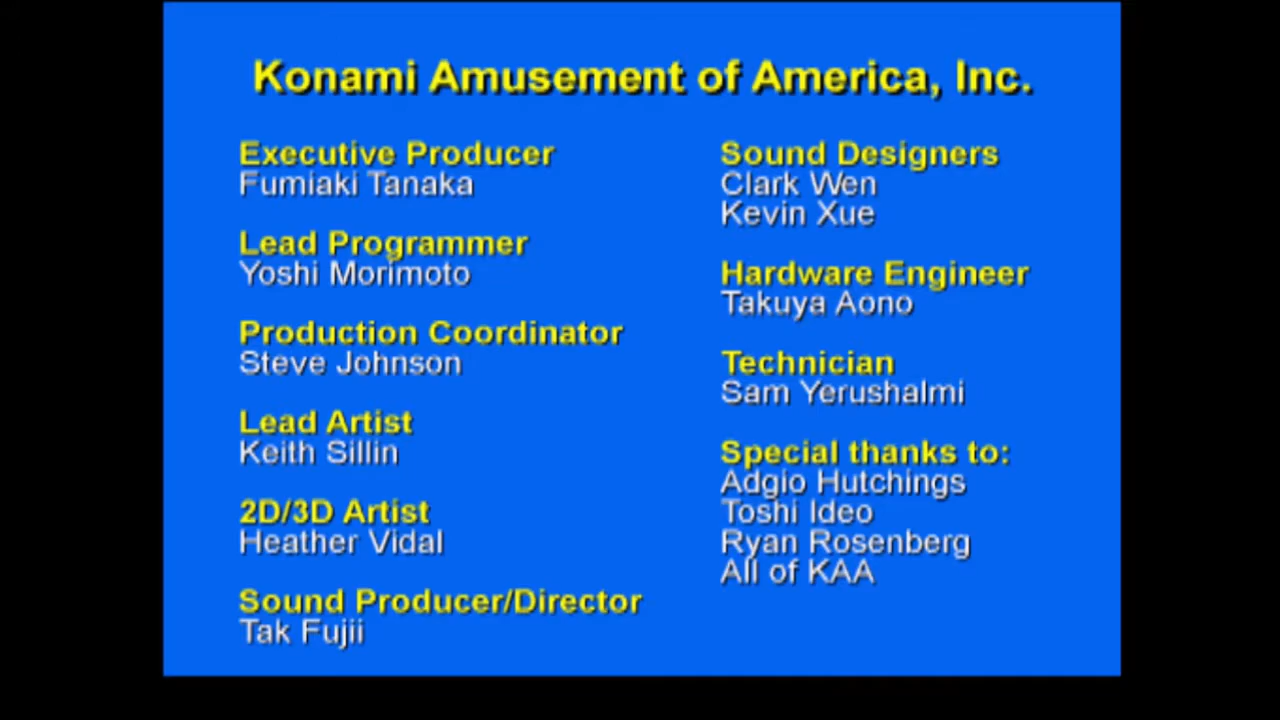 Konami Amusement of America, Inc.
Executive Producer
Fumiaki Tanaka
Lead Programmer
Yoshi Morimoto
Production Coordinator
Steve Johnson
Lead Artist
Keith Sillin
2D/3D Artist
Heather Vidal
Sound Producer/Director
Tak Fujii
Sound Designers
Clark Wen
Kevin Xue
Hardware Engineer
Takuya Aono
Technician
Sam Yerushalmi
Special thanks to:
Adgio Hutchings
Toshi Ideo
Ryan Rosenberg
All of KAA